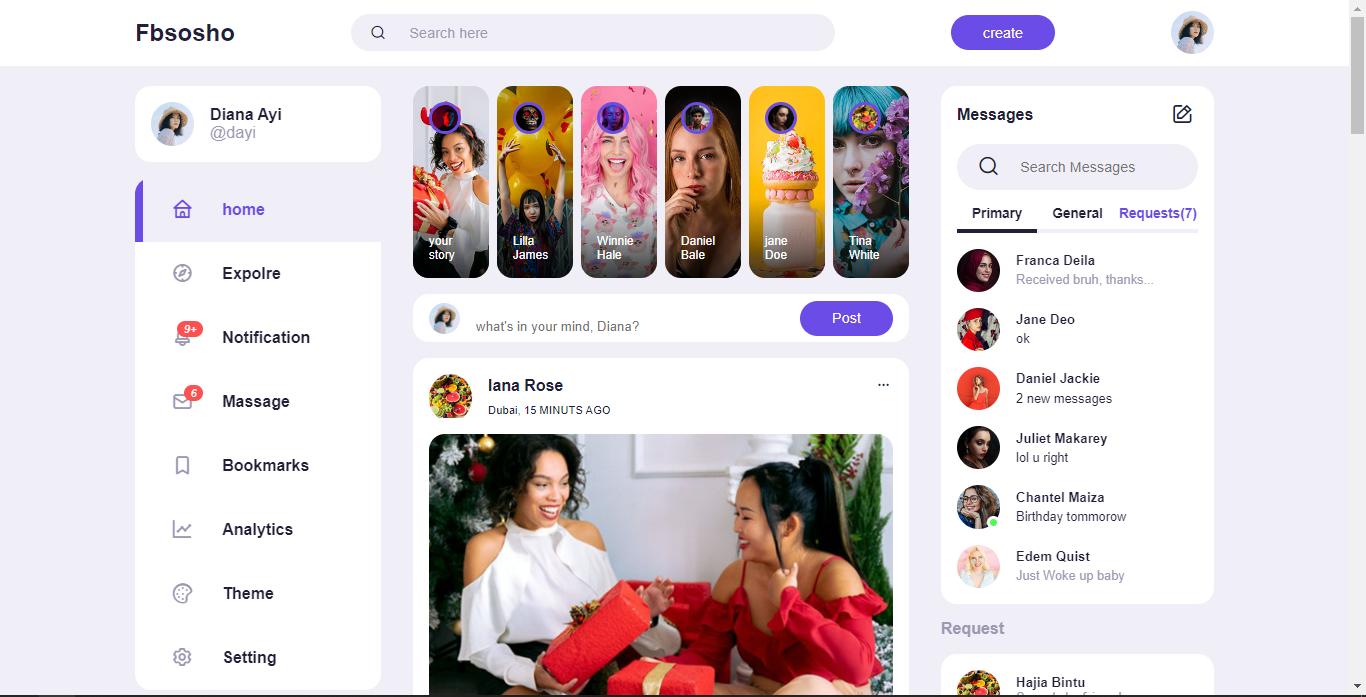 Fbsosho
Search here
create
Diana Ayi
@dayi
home
Expolre
9+
Notification
6
Massage
Bookmarks
Analytics
Theme
Setting
your
story
Lilla
James
Winnie
Hale
Daniel
Bale
jane
Doe
Tina
White
what's in your mind, Diana?
Post
Iana Rose
...
Dubai, 15 MINUTS AGO
Messages
Search Messages
Primary General Requests(7)
Franca Deila
Received bruh, thanks...
Jane Deo
ok
Daniel Jackie
2 new messages
Juliet Makarey
lol u right
Chantel Maiza
Birthday tommorow
Edem Quist
Just Woke up baby
Request
Hajia Bintu